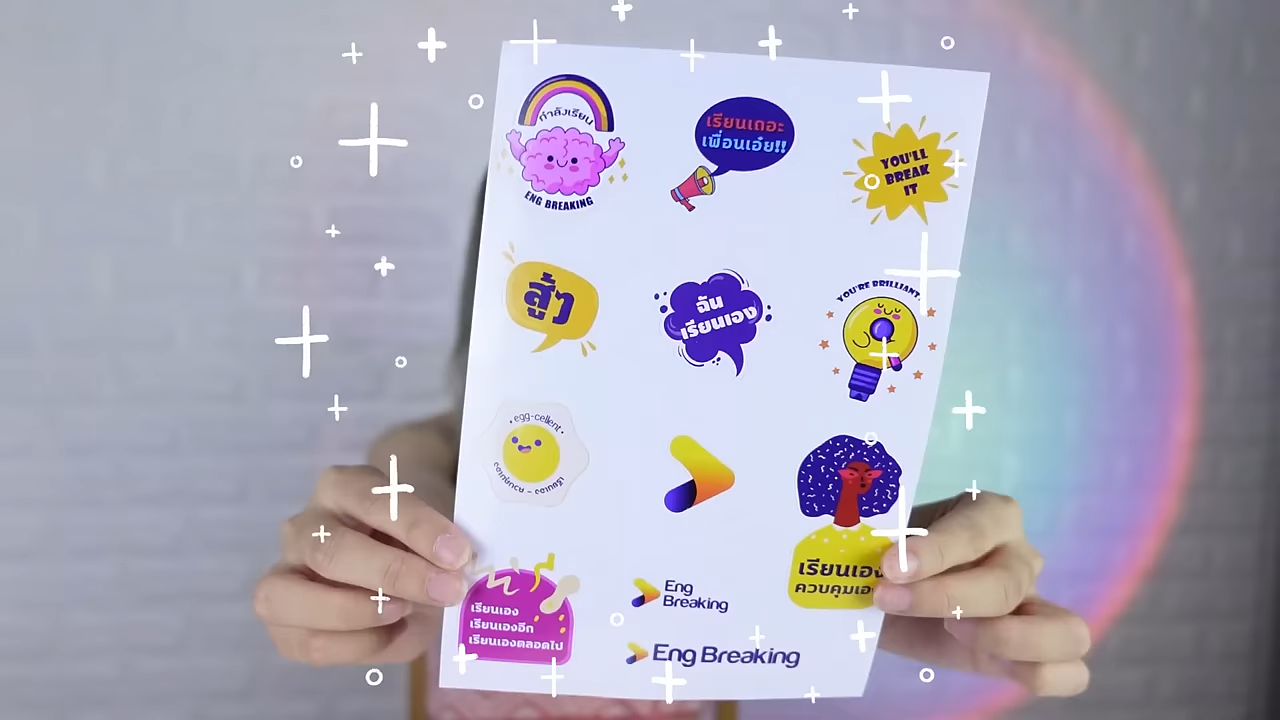 กำลังเรียน
ENG BREAKING
เรียนเถอะ
เพื่อนเอ๋ย!!
YOU'LL
BREAK
IT
สู้ๆ
ฉัน
เรียนเอง
YOU'RE BRILLIANT
• egg-cellent •
เรียนเอง
ควบคุมเอง
เรียนเอง
เรียนเองอีก
เรียนเองตลอดไป
Eng
Breaking
Eng Breaking